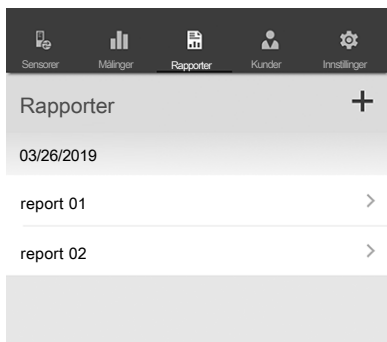 Sensorer Målinger Rapporter Kunder Innstillinger
Rapporter
03/26/2019
report 01
report 02